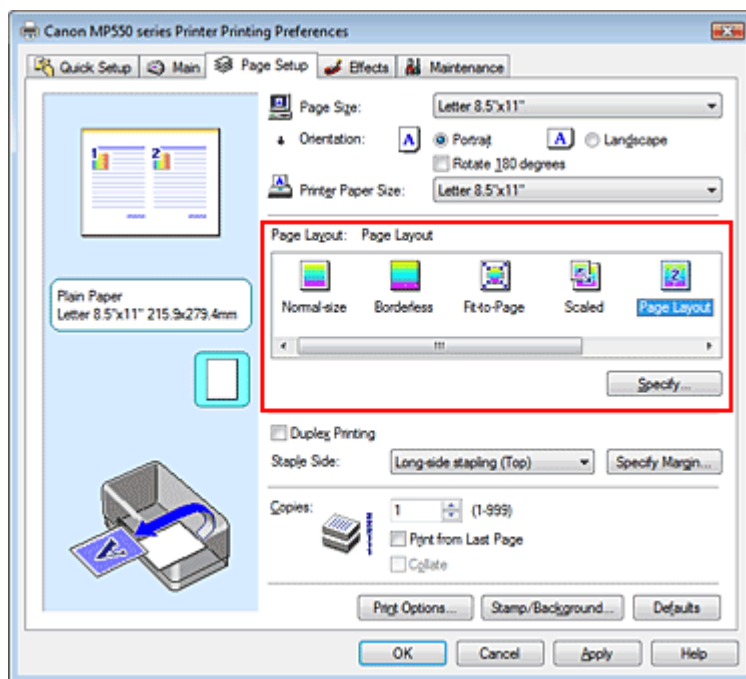 Canon MP550 series Printer Printing Preferences
Quick Setup Main Page Setup Effects Maintenance
Page Size: Letter 8.5"x11"
Orientation: A Portrait A Landscape
Rotate 180 degrees
Printer Paper Size: Letter 8.5"x11"
1 2
Page Layout: Page Layout
Normal-size Borderless Fit-to-Page Scaled Page Layout
Plain Paper
Letter 8.5"x11" 215.9x279.4mm
Specify...
Duplex Printing
Staple Side: Long-side stapling (Top) Specify Margin...
Copies: 1 (1-999)
Print from Last Page
Collate
Print Options... Stamp/Background... Defaults
OK Cancel Apply Help